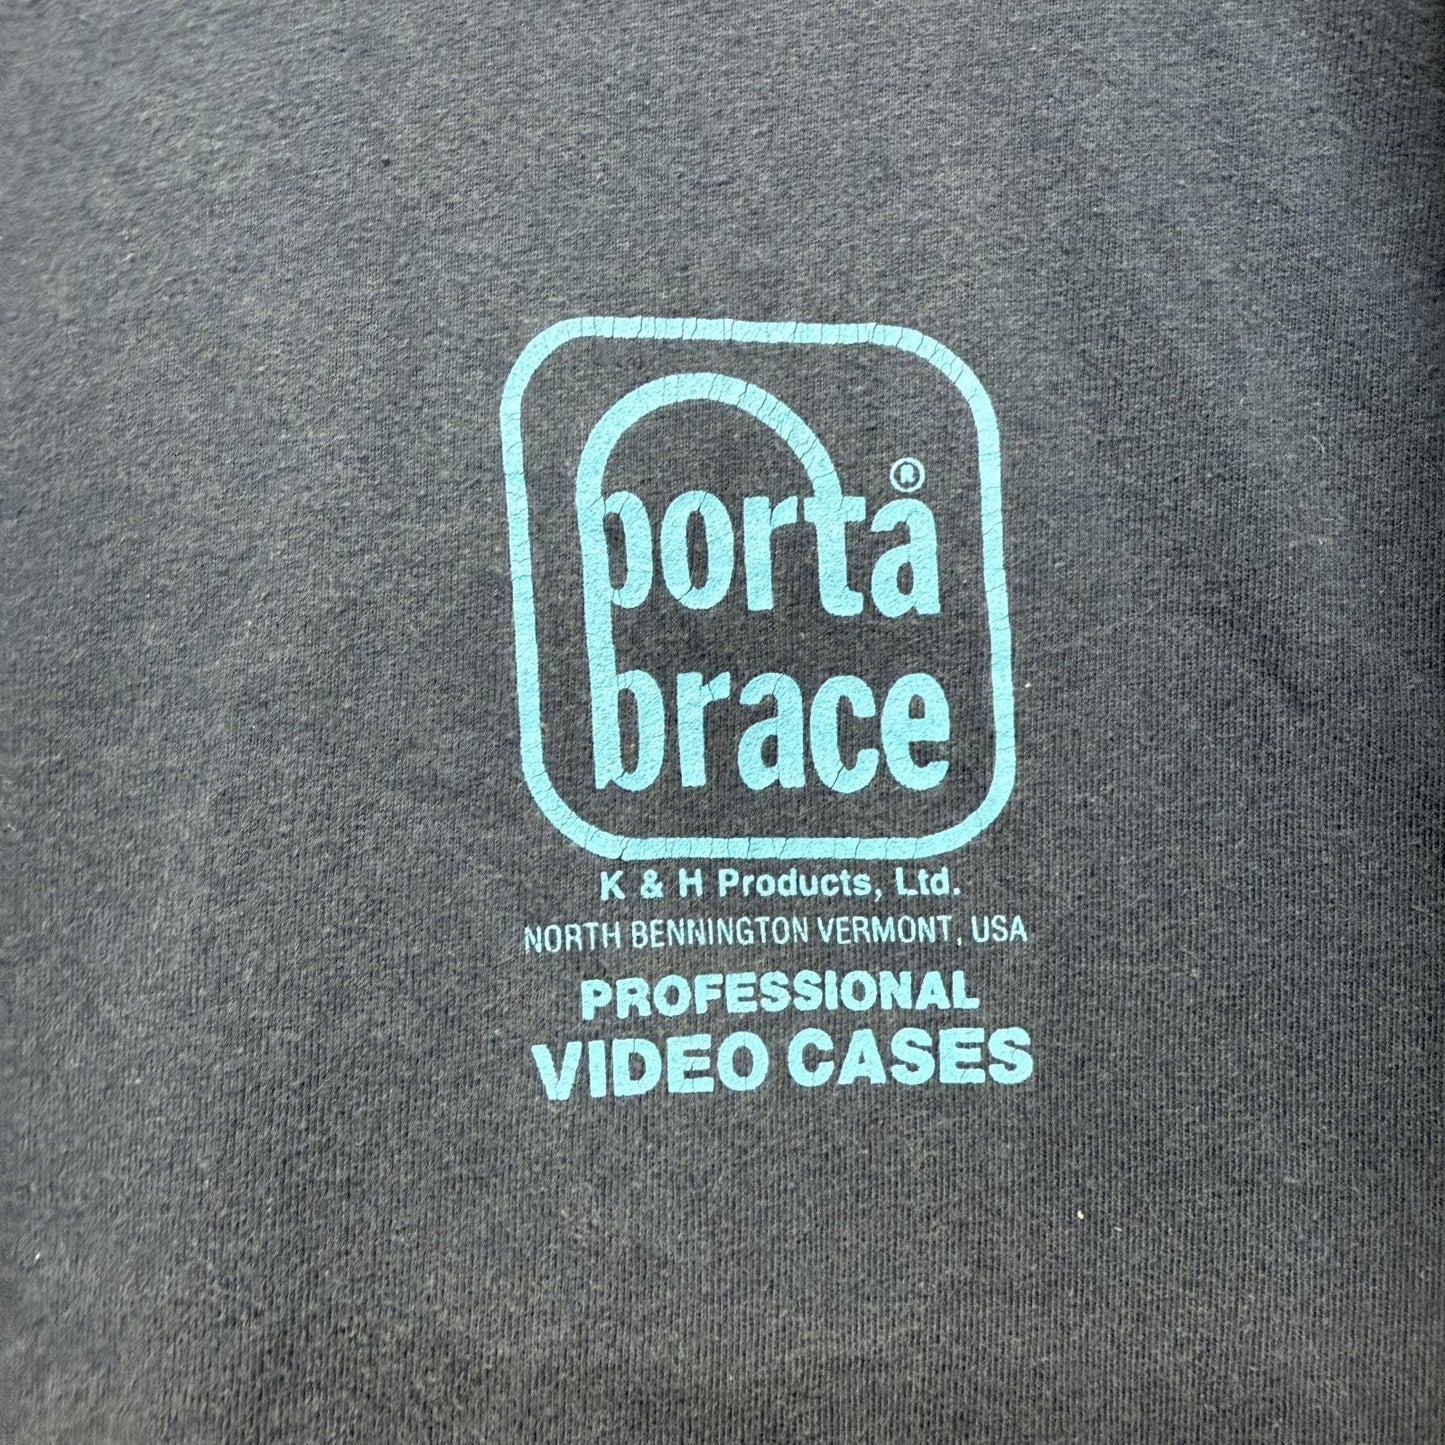 porta®
brace
K & H Products, Ltd.
NORTH BENNINGTON VERMONT, USA
PROFESSIONAL
VIDEO CASES